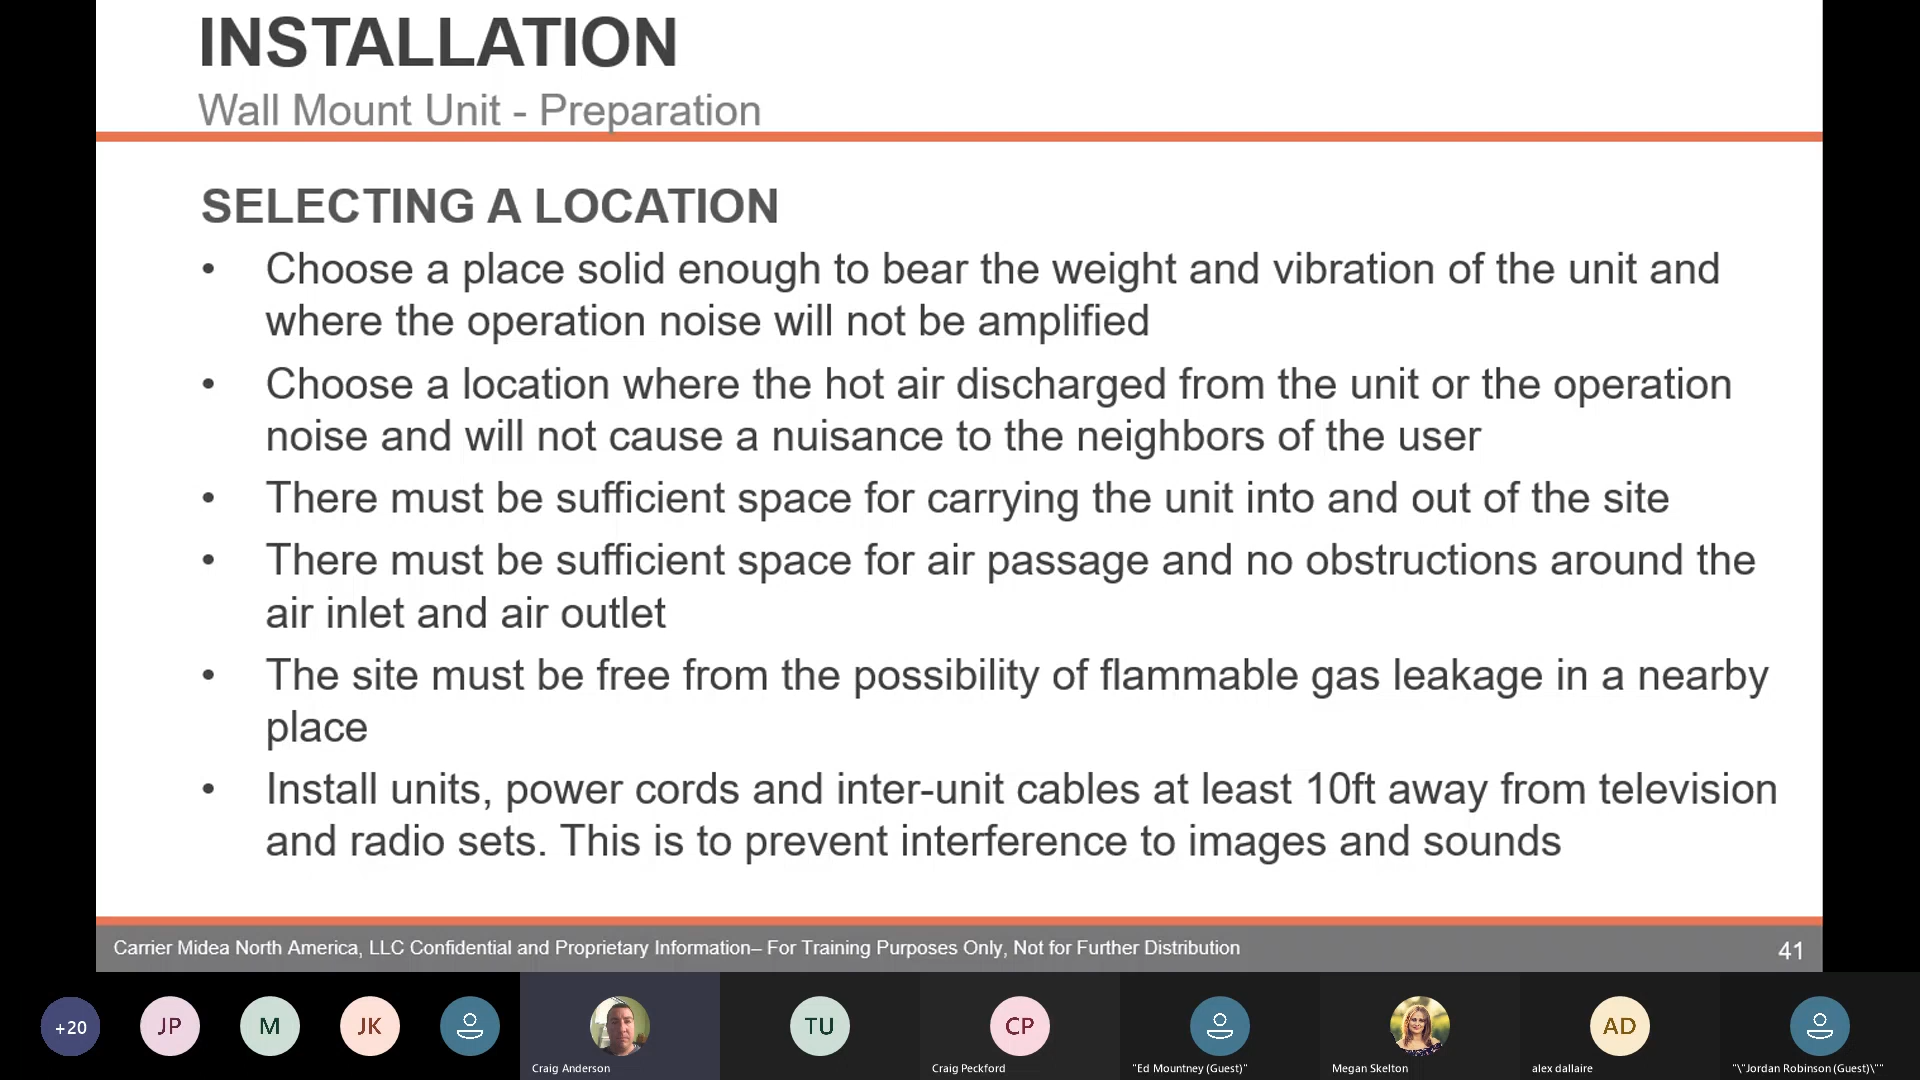 INSTALLATION
Wall Mount Unit - Preparation
SELECTING A LOCATION
• Choose a place solid enough to bear the weight and vibration of the unit and
where the operation noise will not be amplified
• Choose a location where the hot air discharged from the unit or the operation
noise and will not cause a nuisance to the neighbors of the user
• There must be sufficient space for carrying the unit into and out of the site
• There must be sufficient space for air passage and no obstructions around the
air inlet and air outlet
• The site must be free from the possibility of flammable gas leakage in a nearby
place
• Install units, power cords and inter-unit cables at least 10ft away from television
and radio sets. This is to prevent interference to images and sounds
Carrier Midea North America, LLC Confidential and Proprietary Information– For Training Purposes Only, Not for Further Distribution
41
+20
JP
M
JK
TU
CP
AD
Craig Anderson
Craig Peckford
"Ed Mountney (Guest)"
Megan Skelton
alex dallaire
"\"Jordan Robinson (Guest)\""